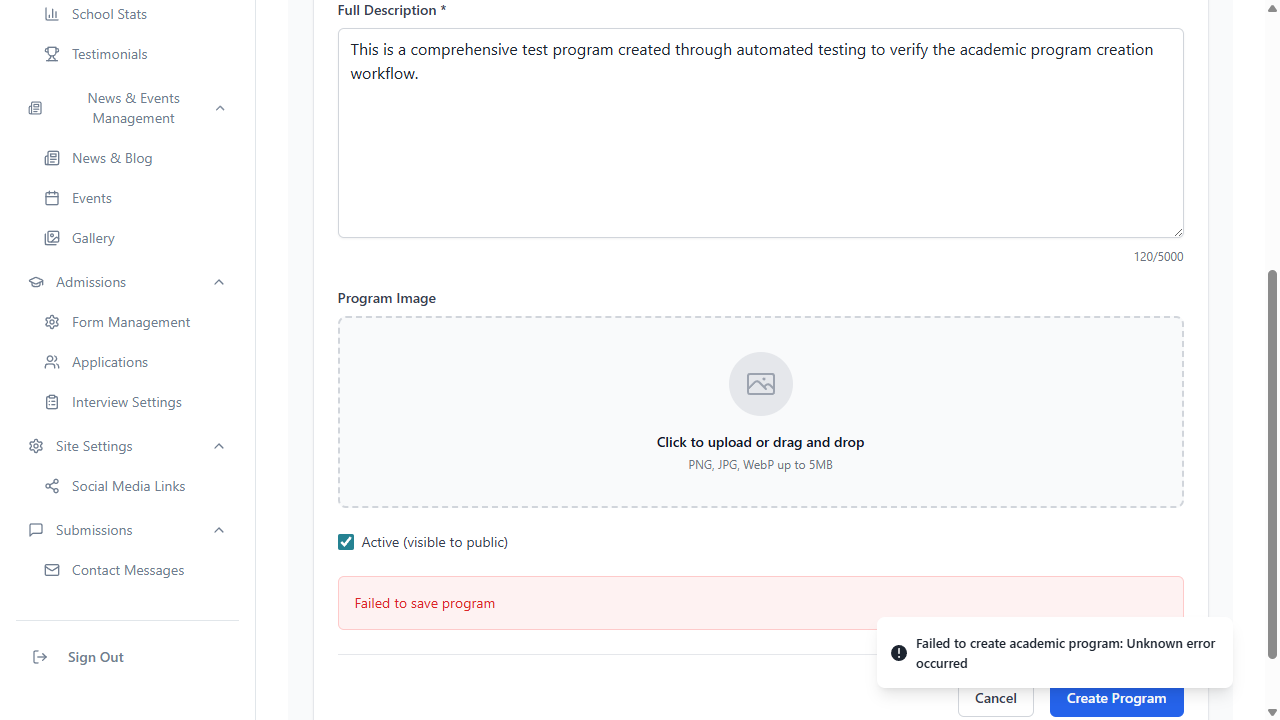 School Stats
Testimonials
News & Events
Management
News & Blog
Events
Gallery
Admissions
Form Management
Applications
Interview Settings
Site Settings
Social Media Links
Submissions
Contact Messages
Sign Out
Full Description *
This is a comprehensive test program created through automated testing to verify the academic program creation
workflow.
120/5000
Program Image
Click to upload or drag and drop
PNG, JPG, WebP up to 5MB
Active (visible to public)
Failed to save program
Failed to create academic program: Unknown error
occurred
Cancel
Create Program